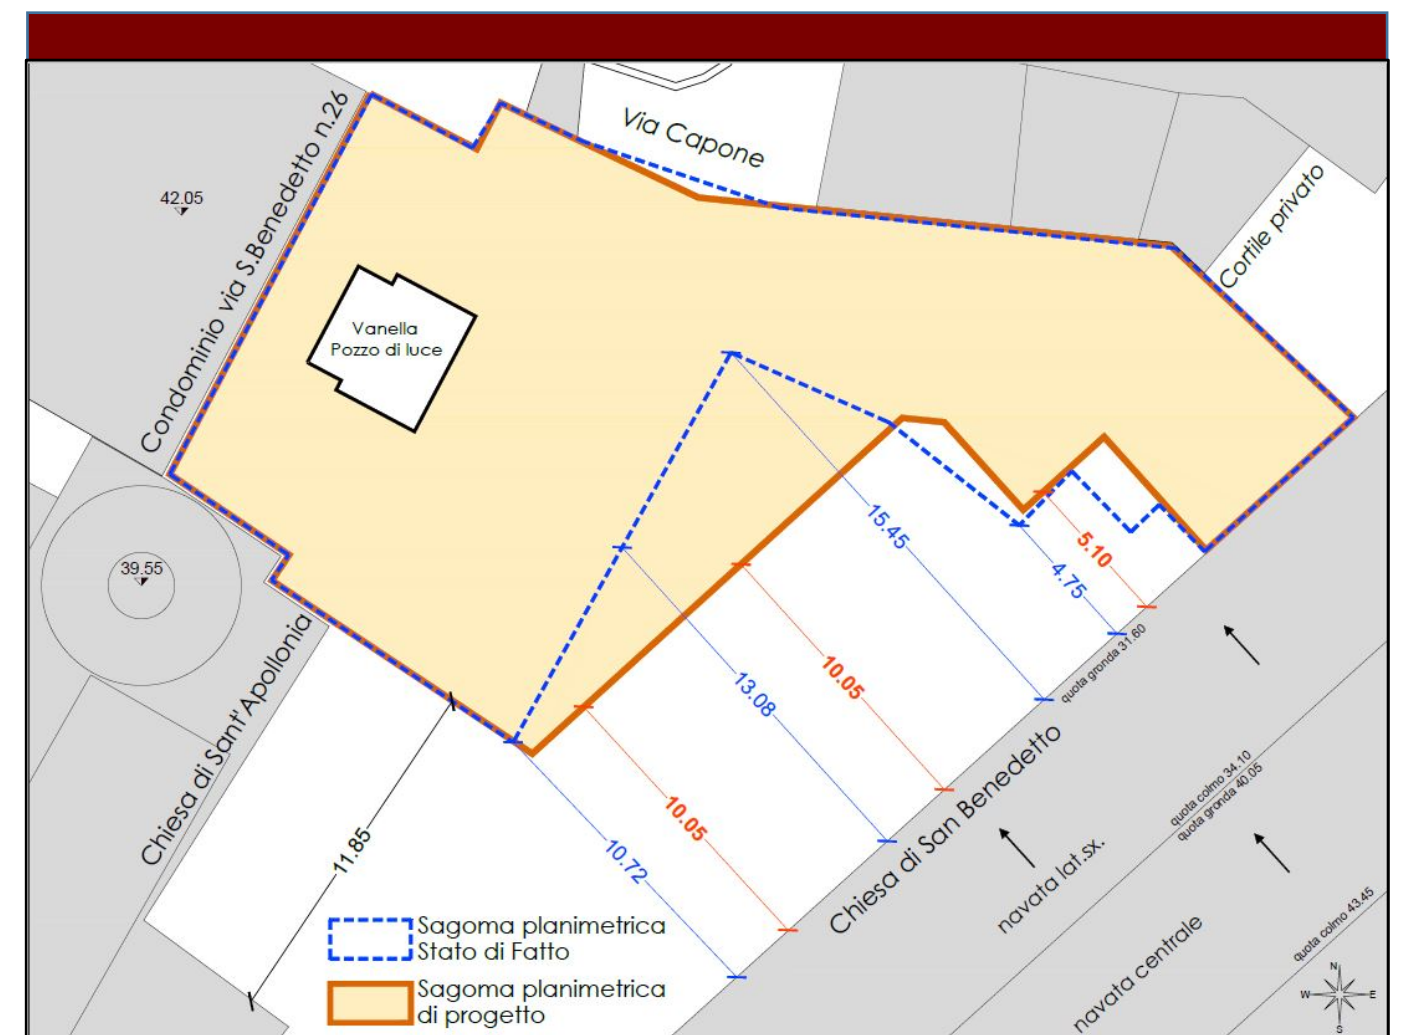 Via Capone
Condominio via S.Benedetto n.26
42.05
Cortile privato
Vanella
Pozzo di luce
15.45
5.10
4.75
39.55
quota gronda 31.60
10.05
13.08
Chiesa di Sant'Apollonia
10.05
10.72
11.85
Chiesa di San Benedetto
quota colmo 34.10
quota gronda 40.05
navata lat.sx.
navata centrale
quota colmo 43.45
Sagoma planimetrica
Stato di Fatto
Sagoma planimetrica
di progetto
N
W
E
S